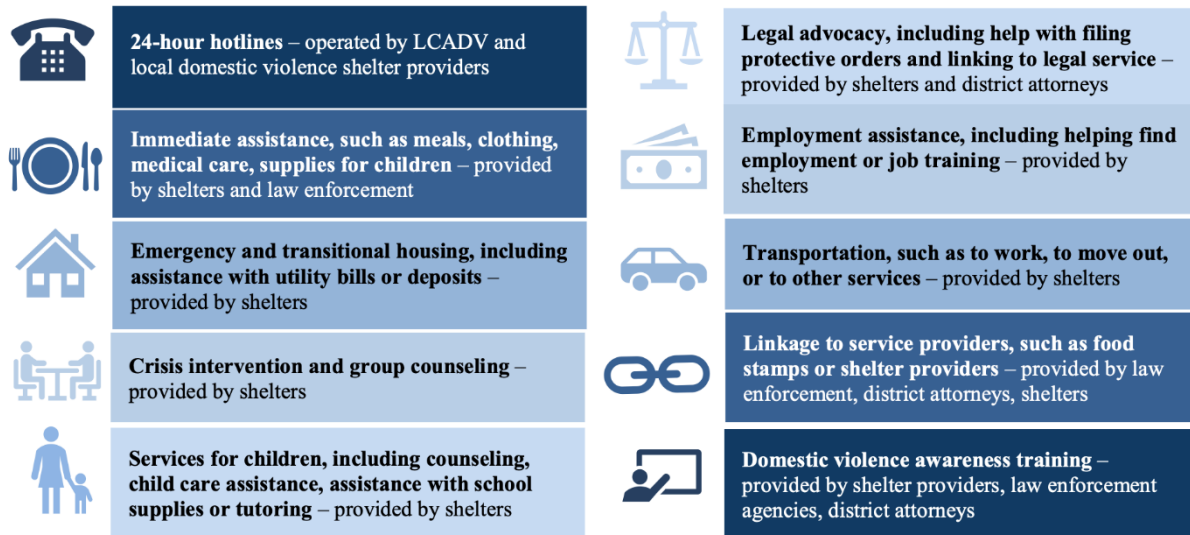 24-hour hotlines – operated by LCADV and
local domestic violence shelter providers
Immediate assistance, such as meals, clothing,
medical care, supplies for children – provided
by shelters and law enforcement
Emergency and transitional housing, including
assistance with utility bills or deposits –
provided by shelters
Crisis intervention and group counseling –
provided by shelters
Services for children, including counseling,
child care assistance, assistance with school
supplies or tutoring – provided by shelters
Legal advocacy, including help with filing
protective orders and linking to legal service –
provided by shelters and district attorneys
Employment assistance, including helping find
employment or job training – provided by
shelters
Transportation, such as to work, to move out,
or to other services – provided by shelters
Linkage to service providers, such as food
stamps or shelter providers – provided by law
enforcement, district attorneys, shelters
Domestic violence awareness training –
provided by shelter providers, law enforcement
agencies, district attorneys